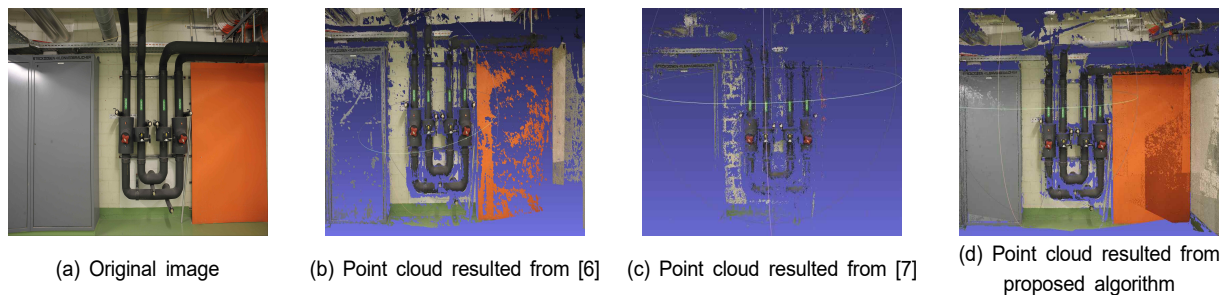 (a) Original image
(b) Point cloud resulted from [6]
(c) Point cloud resulted from [7]
(d) Point cloud resulted from
proposed algorithm